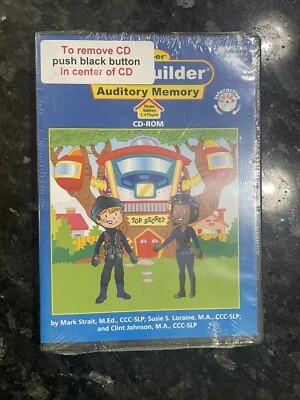 To remove CD
push black button
in center of CD
uilder
Auditory Memory
Home
Edition
1-4 Players
CD-ROM
Interactive
TOP SECRET
by Mark Strait, M.Ed., CCC-SLP; Susie S. Loraine, M.A., CCC-SLP;
and Clint Johnson, M.A., CCC-SLP